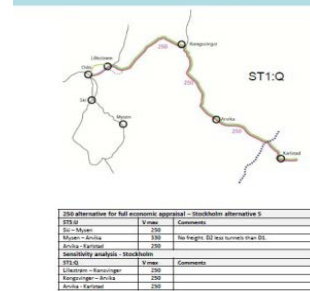 Lillestrøm
Kongsvinger
250
Oslo
ST1:Q
250
Ski
Mysen
Arvika
250
Karlstad
250 alternative for full economic appraisal – Stockholm alternative 5
ST5:U V max Comments
Ski – Mysen 250
Mysen – Arvika 330 No freight. D2 less tunnels than D1.
Arvika - Karlstad 250
Sensitivity analysis - Stockholm
ST1:Q V max Comments
Lillestrøm – Konsvinger 250
Kongsvinger – Arvika 250
Arvika - Karlstad 250